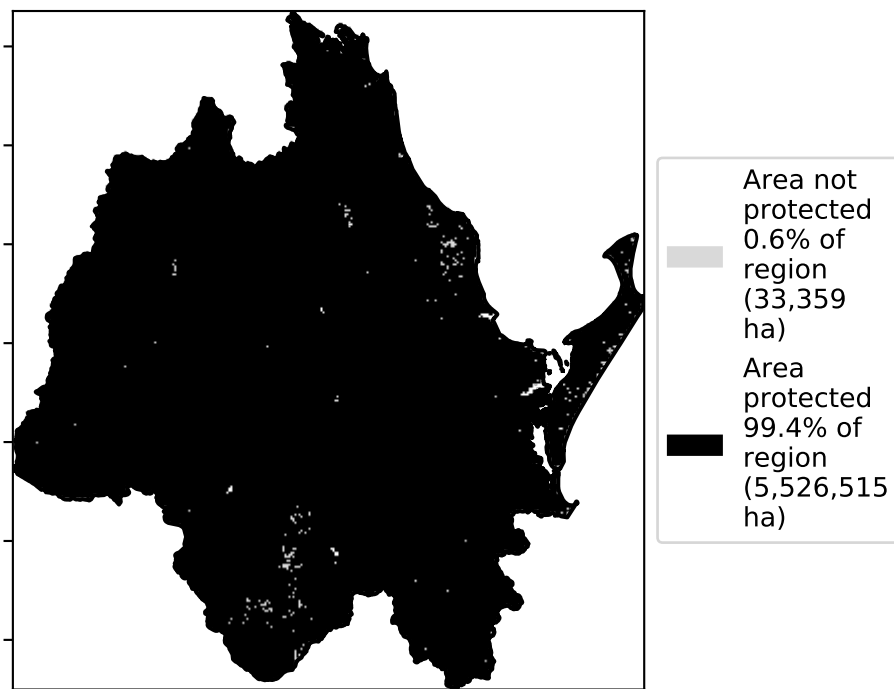 Area not
protected
0.6% of
region
(33,359
ha)
Area
protected
99.4% of
region
(5,526,515
ha)